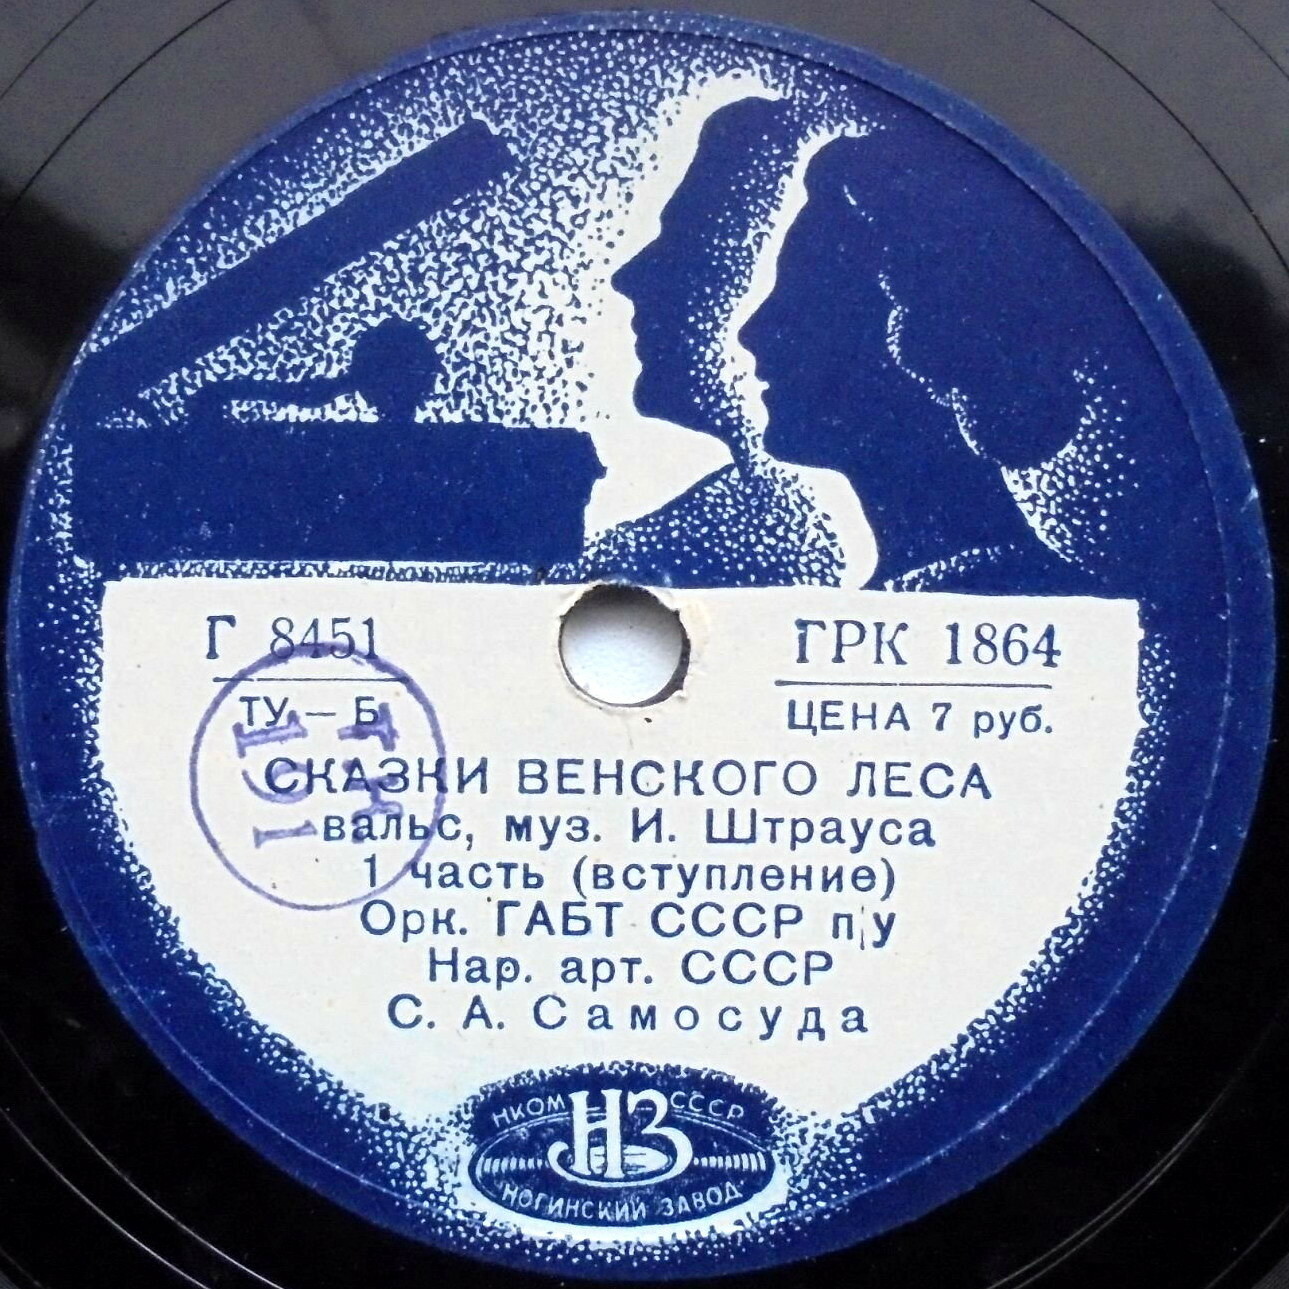 Г 8451
ГРК 1864
ТУ — Б
ЦЕНА 7 руб.
СКАЗКИ ВЕНСКОГО ЛЕСА
вальс, муз. И. Штрауса
1 часть (вступление)
Орк. ГАБТ СССР п/у
Нар. арт. СССР
С. А. Самосуда
НКОМ НЗ СССР
НОГИНСКИЙ ЗАВОД